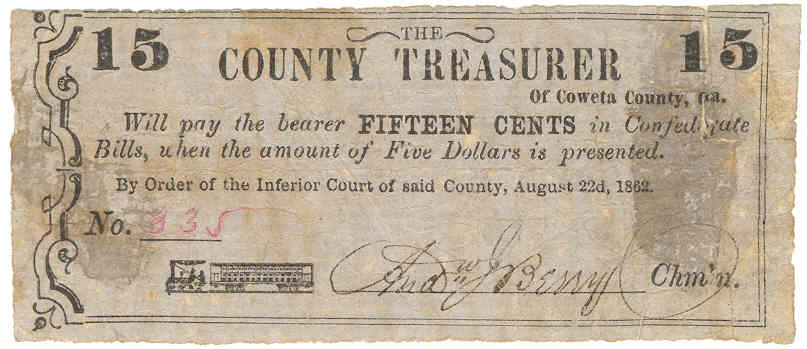 THE
15 COUNTY TREASURER 15
Of Coweta County, Ga.
Will pay the bearer FIFTEEN CENTS in Confederate
Bills, when the amount of Five Dollars is presented.
By Order of the Inferior Court of said County, August 22d, 1862.
No. 335
Andw J Berry Chm'n.